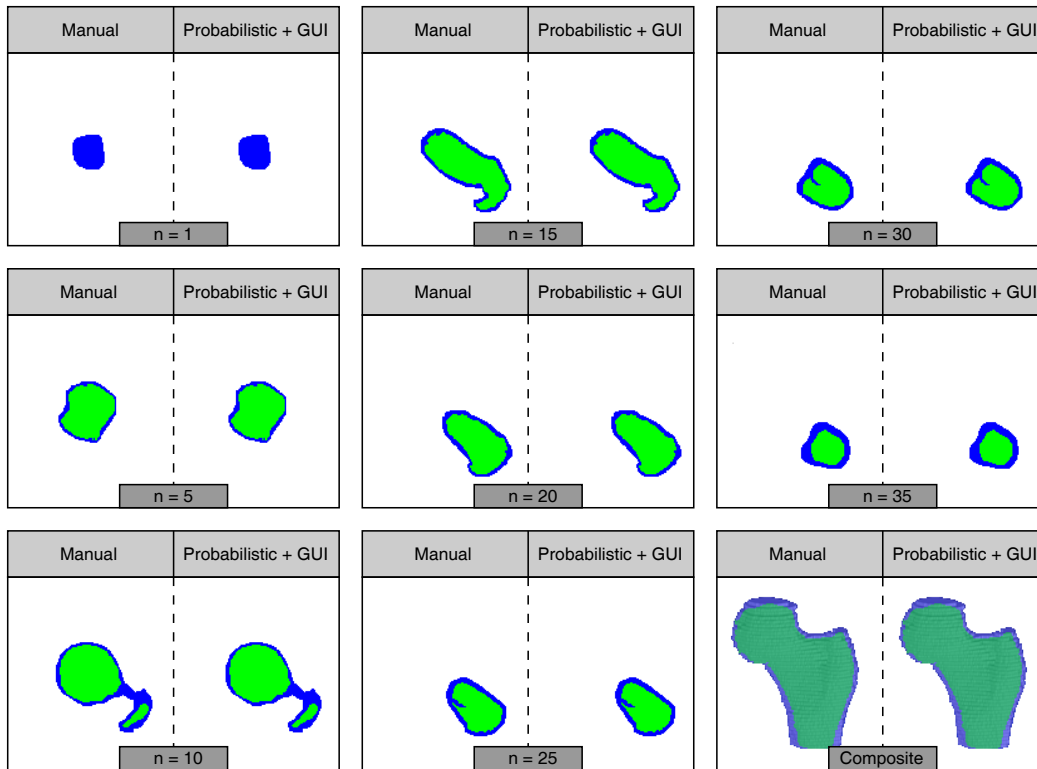 Manual Probabilistic + GUI
n = 1
Manual Probabilistic + GUI
n = 15
Manual Probabilistic + GUI
n = 30
Manual Probabilistic + GUI
n = 5
Manual Probabilistic + GUI
n = 20
Manual Probabilistic + GUI
n = 35
Manual Probabilistic + GUI
n = 10
Manual Probabilistic + GUI
n = 25
Manual Probabilistic + GUI
Composite